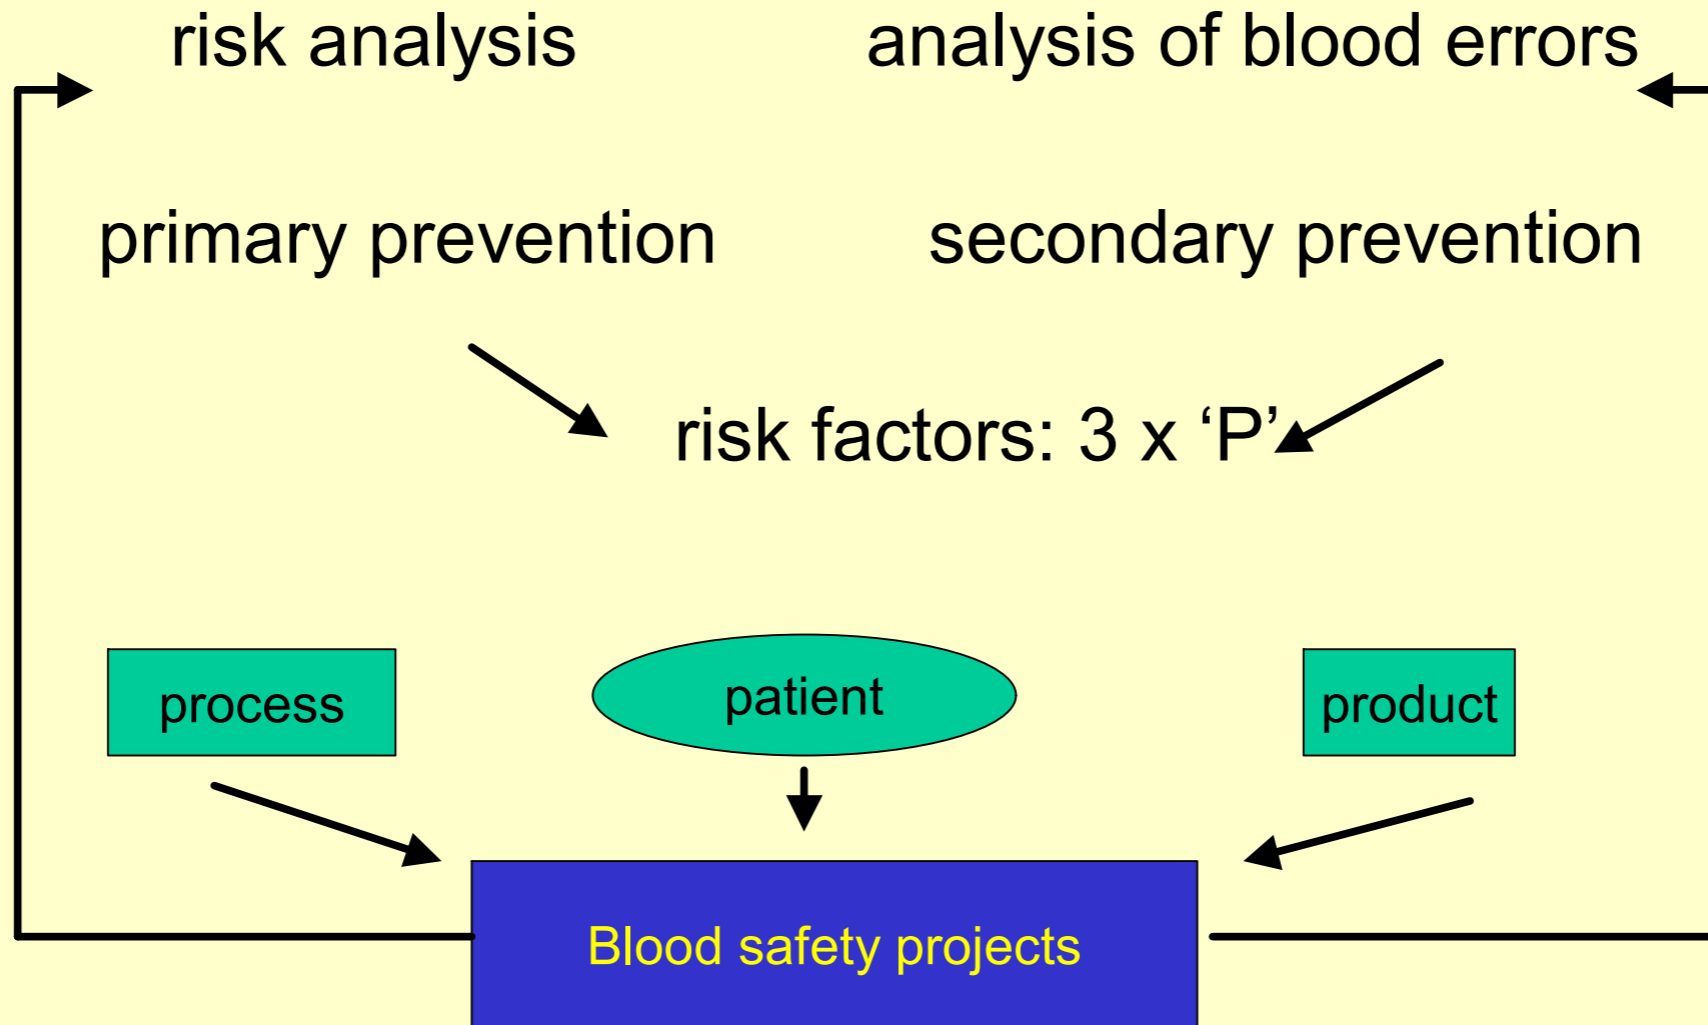 risk analysis
analysis of blood errors
primary prevention
secondary prevention
risk factors: 3 x ‘P’
process
patient
product
Blood safety projects